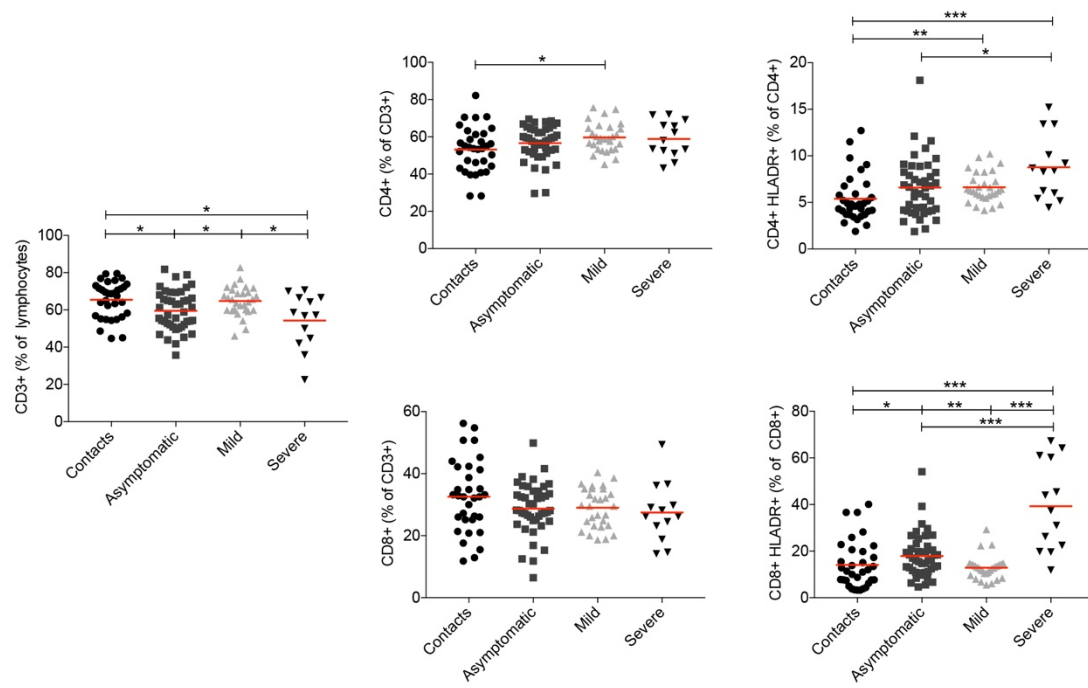 CD3+ (% of lymphocytes)
100
80
60
40
20
0
*
* * *
Contacts
Asymptomatic
Mild
Severe
CD4+ (% of CD3+)
100
80
60
40
20
0
*
Contacts
Asymptomatic
Mild
Severe
CD4+ HLADR+ (% of CD4+)
20
15
10
5
0
***
**
*
Contacts
Asymptomatic
Mild
Severe
CD8+ (% of CD3+)
60
40
20
0
Contacts
Asymptomatic
Mild
Severe
CD8+ HLADR+ (% of CD8+)
80
60
40
20
0
***
* ** ***
***
Contacts
Asymptomatic
Mild
Severe